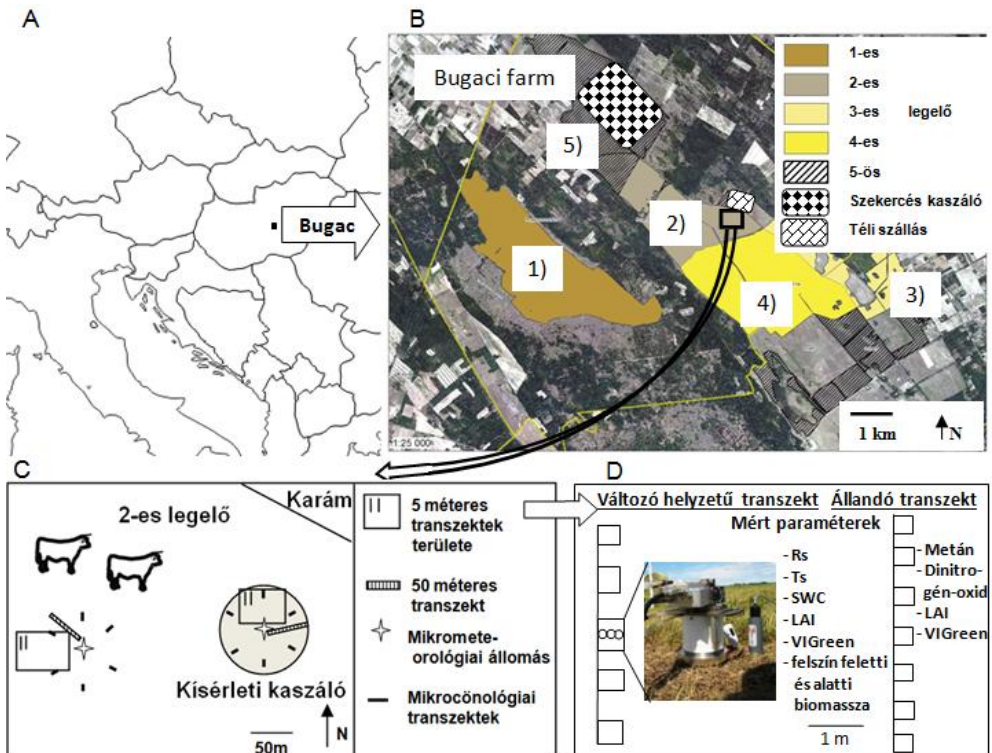 A
Bugac
B
Bugaci farm
1)
2)
3)
4)
5)
1-es
2-es
3-es legelő
4-es
5-ös
Szekercés kaszáló
Téli szállás
1:25 000
1 km
N
C
2-es legelő
Karám
Kísérleti kaszáló
50m
N
5 méteres
transzektek
területe
50 méteres
transzekt
Mikromete-
orológiai állomás
Mikrocönológiai
transzektek
D
Változó helyzetű transzekt
Állandó transzekt
Mért paraméterek
- Rs
- Ts
- SWC
- LAI
- VIGreen
- felszín feletti
és alatti
biomassza
1 m
- Metán
- Dinitro-
gén-oxid
- LAI
- VIGreen